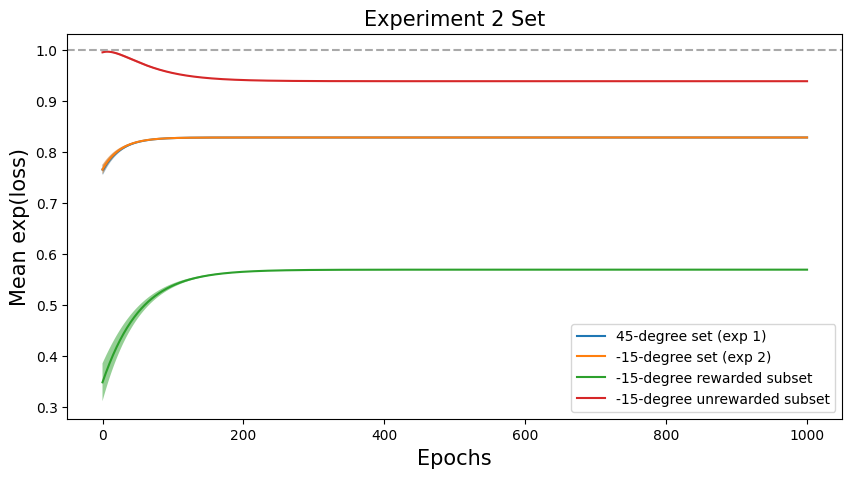 Experiment 2 Set
Mean exp(loss)
1.0
0.9
0.8
0.7
0.6
0.5
0.4
0.3
0 200 400 600 800 1000
Epochs
45-degree set (exp 1)
-15-degree set (exp 2)
-15-degree rewarded subset
-15-degree unrewarded subset